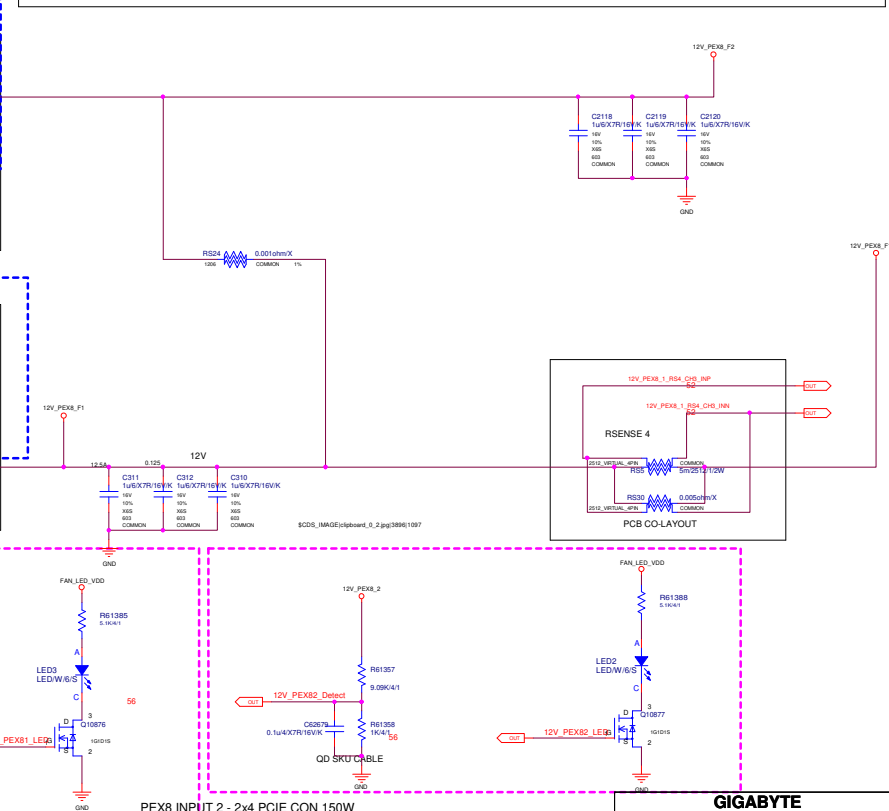 12V_PEX8_F2
C2118
1u/6/X7R/16V/K
16V
10%
X6S
603
COMMON
C2119
1u/6/X7R/16V/K
16V
10%
X6S
603
COMMON
C2120
1u/6/X7R/16V/K
16V
10%
X6S
603
COMMON
GND
RS24
0.001ohm/X
1206
COMMON
1%
12V_PEX8_F
12V_PEX8_1_RS4_CH3_INP
52
OUT
12V_PEX8_1_RS4_CH3_INN
52
OUT
RSENSE 4
2512_VIRTUAL_4PIN
COMMON
RS5
5m/2512/1/2W
RS30
0.005ohm/X
2512_VIRTUAL_4PIN
COMMON
PCB CO-LAYOUT
12V_PEX8_F1
12.5A
0.125
12V
C311
1u/6/X7R/16V/K
16V
10%
X6S
603
COMMON
C312
1u/6/X7R/16V/K
16V
10%
X6S
603
COMMON
C310
1u/6/X7R/16V/K
16V
10%
X6S
603
COMMON
$CDS_IMAGE|clipboard_0_2.jpg|3896|1097
GND
FAN_LED_VDD
R61385
5.1K/4/1
A
LED3
LED/W/6/S
C
56
D
3
Q10876
_PEX81_LED
G
1G1D1S
S
2
GND
12V_PEX8_2
R61357
9.09K/4/1
12V_PEX82_Detect
OUT
C62679
0.1u/4/X7R/16V/K
R61358
1K/4/1
56
QD SKU CABLE
GND
FAN_LED_VDD
R61388
5.1K/4/1
A
LED2
LED/W/6/S
C
D
3
Q10877
OUT
12V_PEX82_LED
G
1G1D1S
S
2
GND
PEX8 INPUT 2 - 2x4 PCIE CON 150W
GIGABYTE